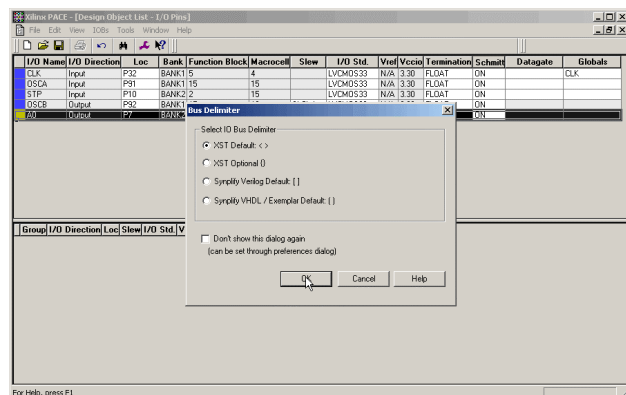 Xilinx PACE - [Design Object List - I/O Pins]
File Edit View IOBs Tools Window Help
I/O Name I/O Direction Loc Bank Function Block Macrocell Slew I/O Std. Vref Vccio Termination Schmitt Datagate Globals
CLK Input P32 BANK1 5 4 LVCMOS33 N/A 3.30 FLOAT ON CLK
OSCA Input P91 BANK1 15 15 LVCMOS33 N/A 3.30 FLOAT ON
STP Input P10 BANK2 2 15 LVCMOS33 N/A 3.30 FLOAT ON
OSCB Output P92 BANK1 ON
A0 Output P7 BANK2 ON
Bus Delimiter
Select IO Bus Delimiter
XST Default: < >
XST Optional ()
Synplify Verilog Default: [ ]
Synplify VHDL / Exemplar Default: ( )
Group I/O Direction Loc Slew I/O Std. V
Don't show this dialog again
(can be set through preferences dialog)
OK Cancel Help
For Help, press F1